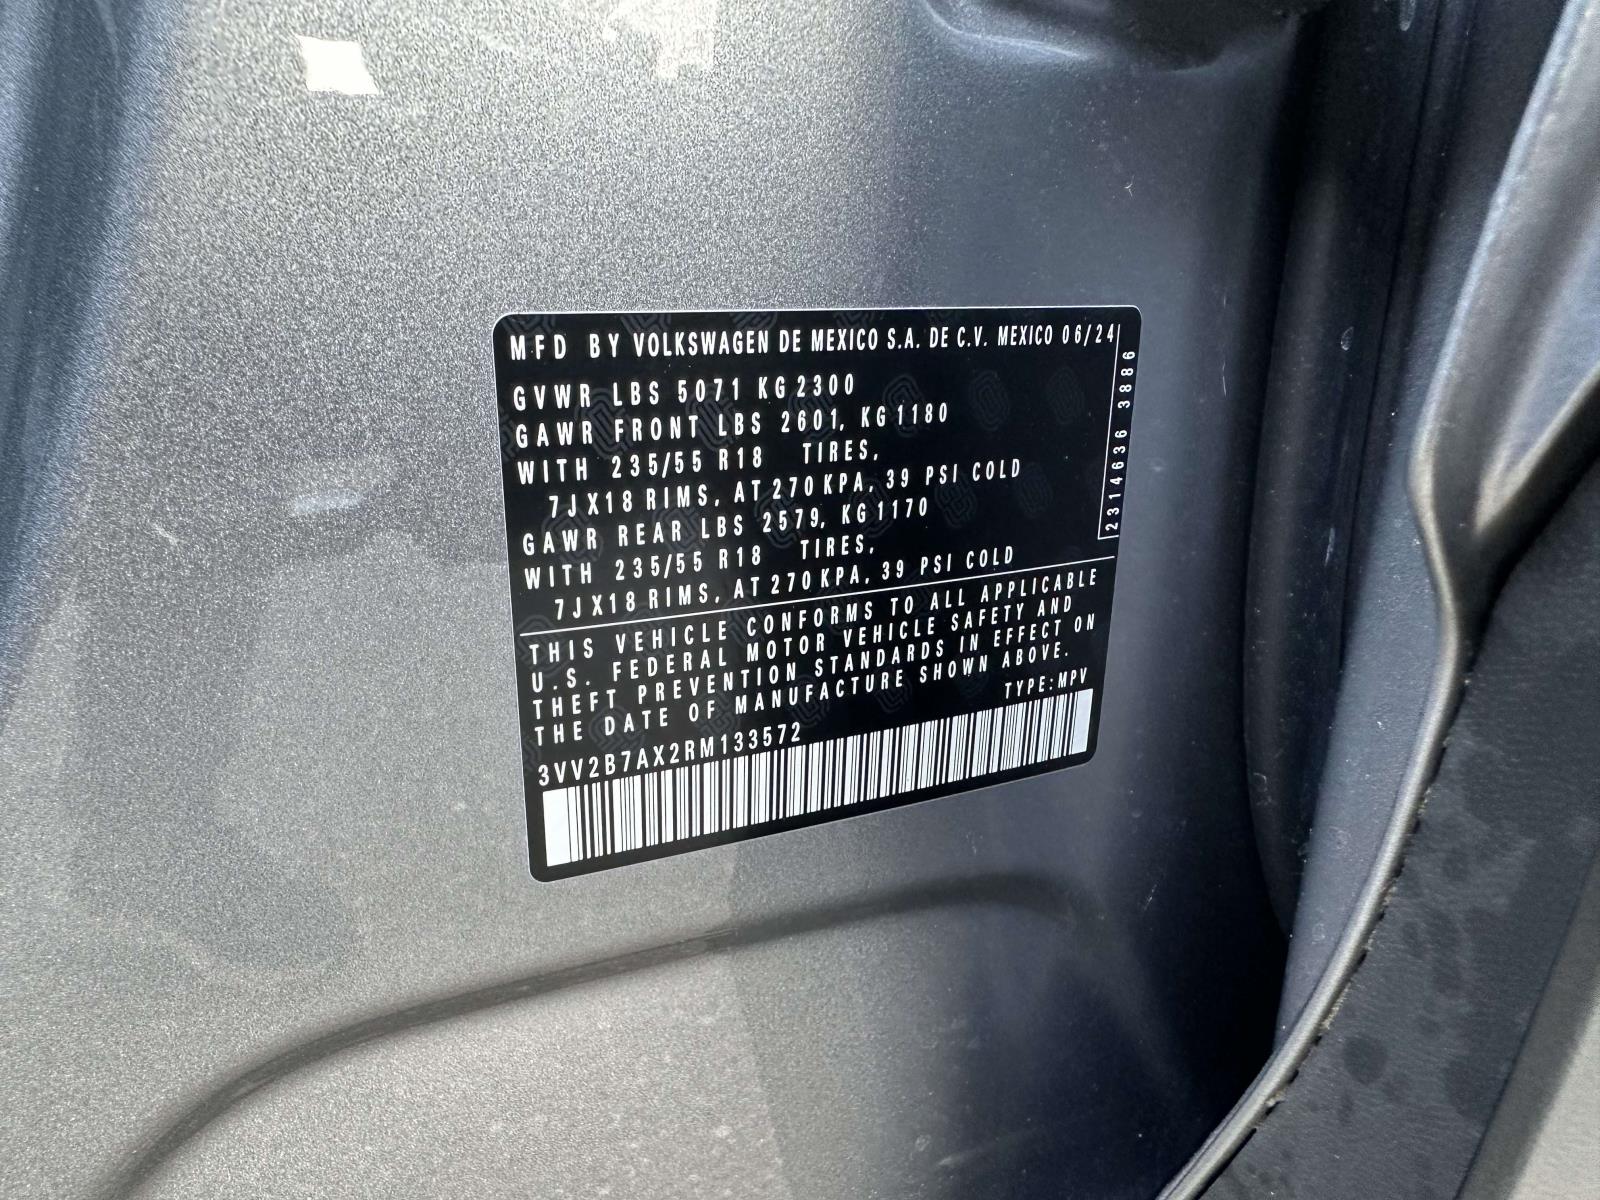 MFD BY VOLKSWAGEN DE MEXICO S.A. DE C.V. MEXICO 06/24
GVWR LBS 5071 KG 2300
GAWR FRONT LBS 2601, KG 1180
WITH 235/55 R18 TIRES,
7JX18 RIMS, AT 270 KPA, 39 PSI COLD
GAWR REAR LBS 2579, KG 1170
WITH 235/55 R18 TIRES,
7JX18 RIMS, AT 270 KPA, 39 PSI COLD
2314636 3886
THIS VEHICLE CONFORMS TO ALL APPLICABLE
U.S. FEDERAL MOTOR VEHICLE SAFETY AND
THEFT PREVENTION STANDARDS IN EFFECT ON
THE DATE OF MANUFACTURE SHOWN ABOVE.
TYPE:MPV
3VV2B7AX2RM133572